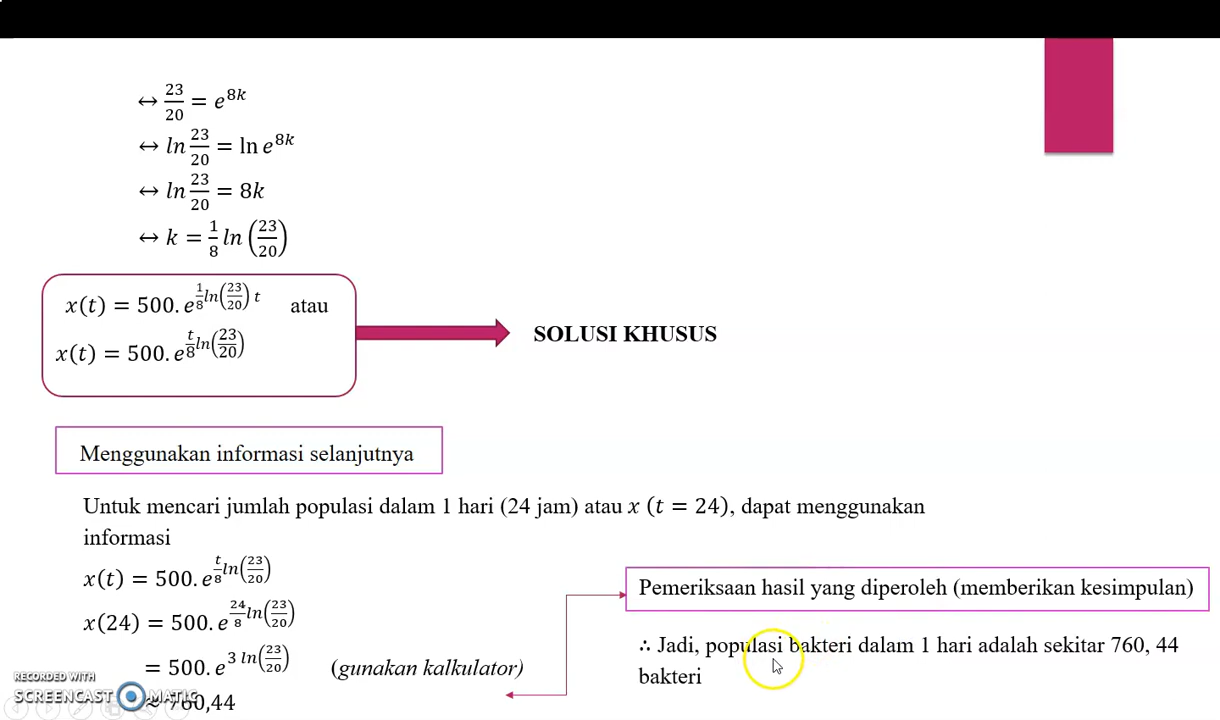 ↔ 23/20 = e^{8k}
↔ ln 23/20 = ln e^{8k}
↔ ln 23/20 = 8k
↔ k = 1/8 ln (23/20)
x(t) = 500. e^{1/8 ln(23/20) t} atau
x(t) = 500. e^{t/8 ln(23/20)}
SOLUSI KHUSUS
Menggunakan informasi selanjutnya
Untuk mencari jumlah populasi dalam 1 hari (24 jam) atau x (t = 24), dapat menggunakan
informasi
x(t) = 500. e^{t/8 ln(23/20)}
x(24) = 500. e^{24/8 ln(23/20)}
= 500. e^{3 ln(23/20)} (gunakan kalkulator)
≈ 760,44
Pemeriksaan hasil yang diperoleh (memberikan kesimpulan)
∴ Jadi, populasi bakteri dalam 1 hari adalah sekitar 760, 44
bakteri
RECORDED WITH
SCREENCAST MATIC